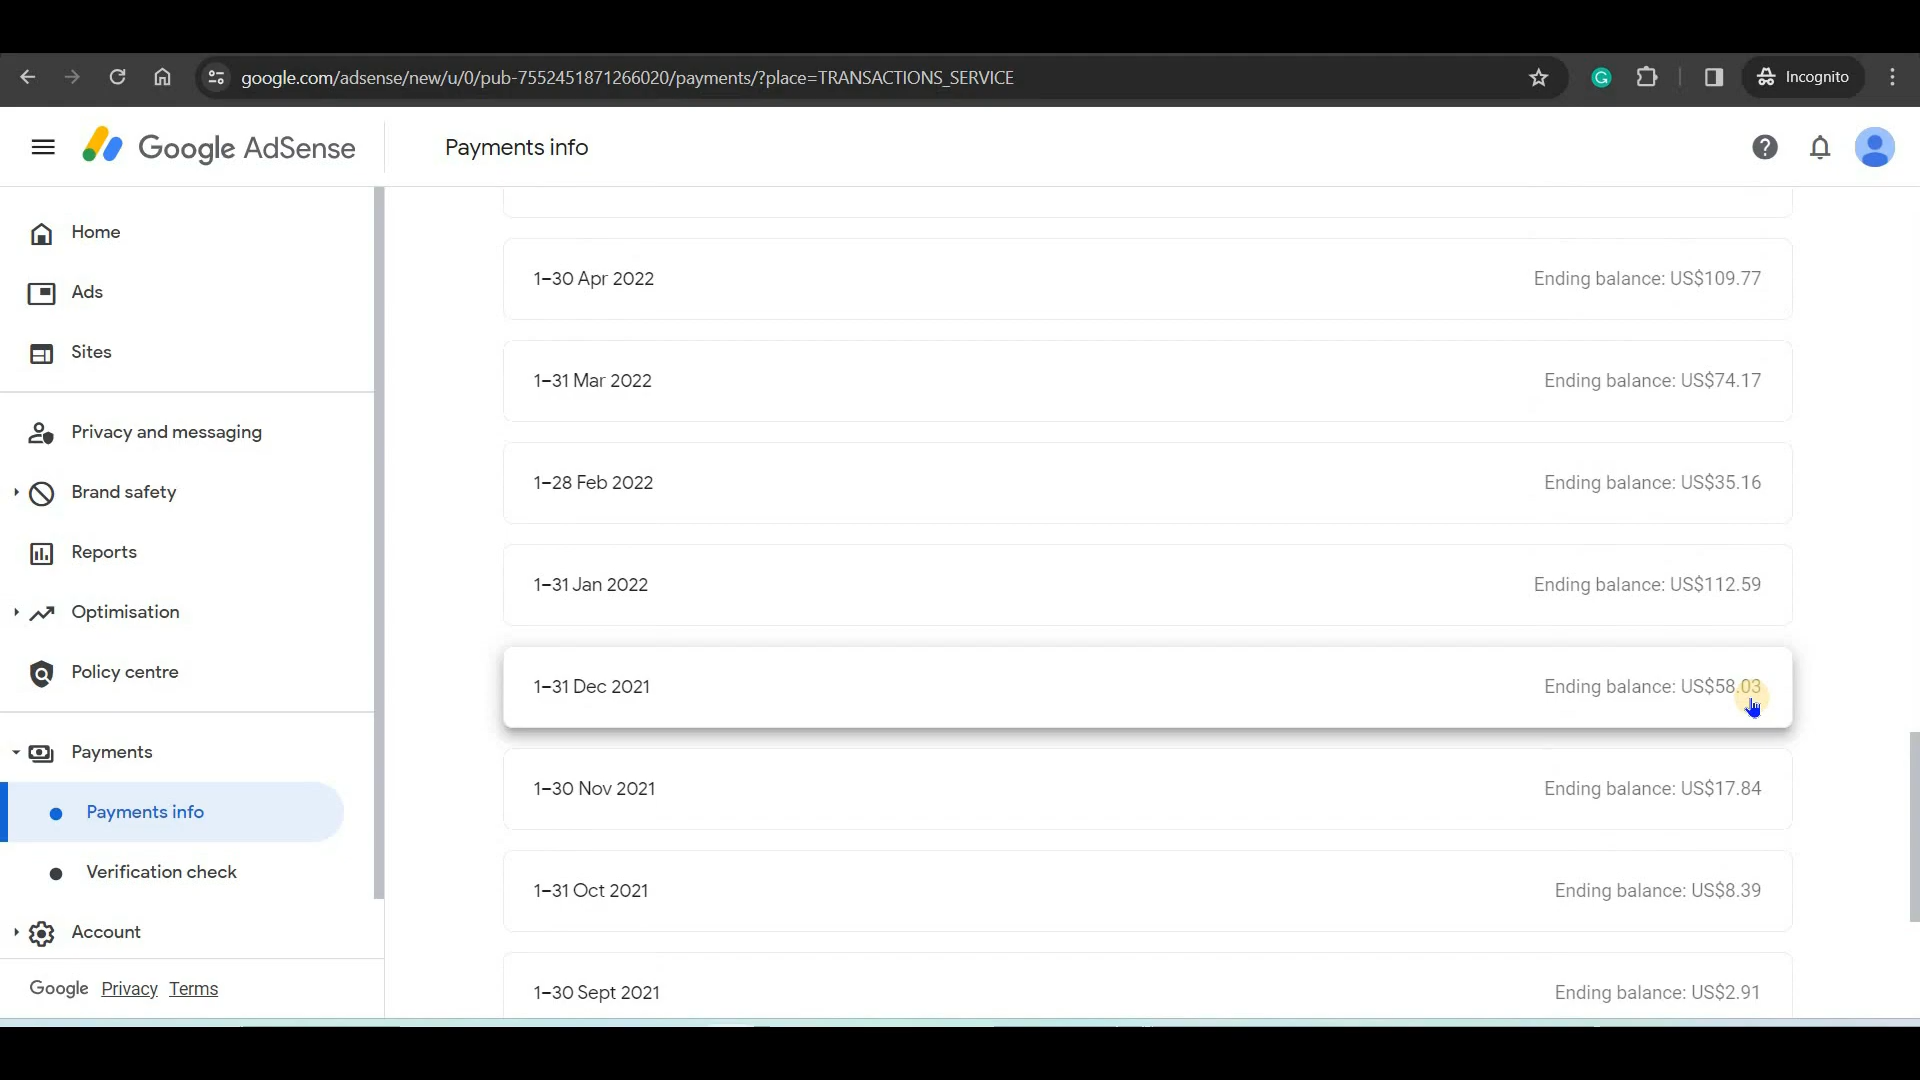 google.com/adsense/new/u/0/pub-7552451871266020/payments/?place=TRANSACTIONS_SERVICE
Incognito
Google AdSense
Payments info
Home
Ads
Sites
Privacy and messaging
Brand safety
Reports
Optimisation
Policy centre
Payments
Payments info
Verification check
Account
Google Privacy Terms
1–30 Apr 2022 Ending balance: US$109.77
1–31 Mar 2022 Ending balance: US$74.17
1–28 Feb 2022 Ending balance: US$35.16
1–31 Jan 2022 Ending balance: US$112.59
1–31 Dec 2021 Ending balance: US$58.03
1–30 Nov 2021 Ending balance: US$17.84
1–31 Oct 2021 Ending balance: US$8.39
1–30 Sept 2021 Ending balance: US$2.91